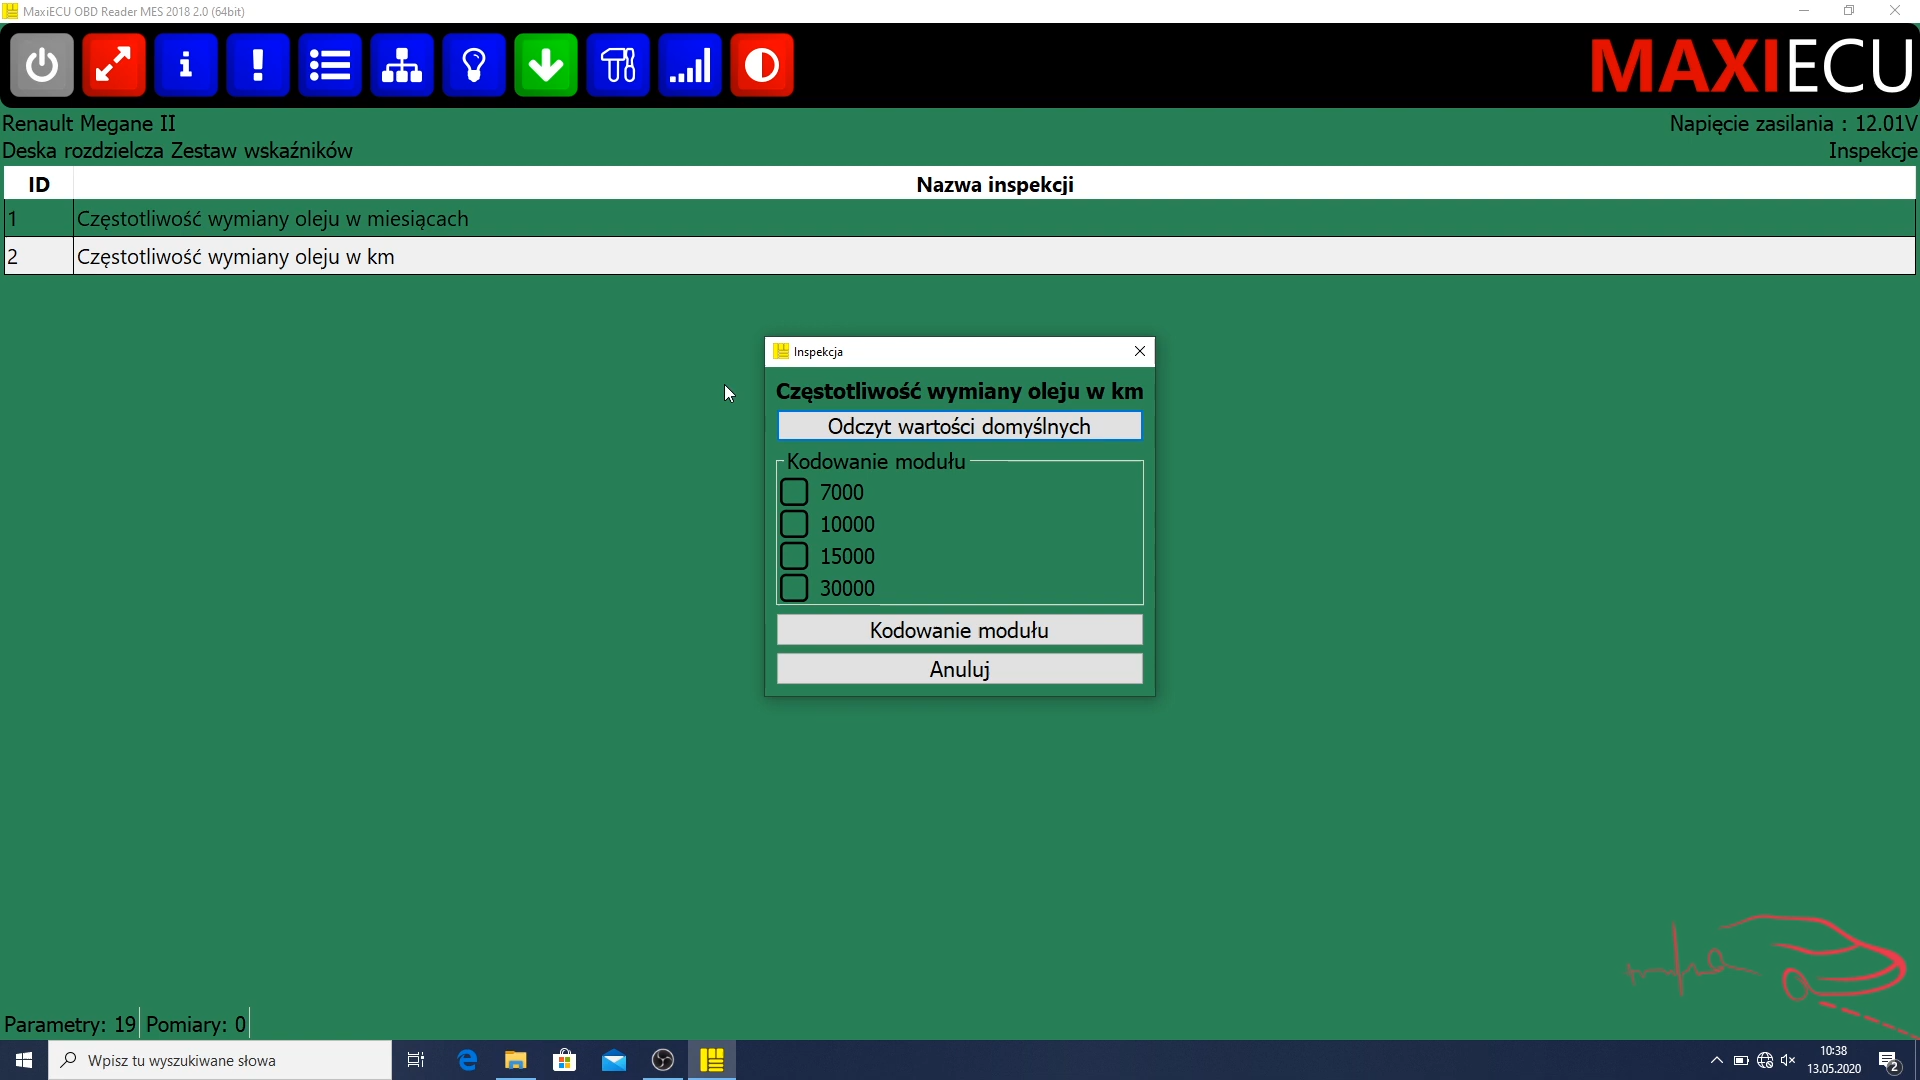 MaxiECU OBD Reader MES 2018 2.0 (64bit)
MAXIECU
Renault Megane II
Napięcie zasilania : 12.01V
Deska rozdzielcza Zestaw wskaźników
Inspekcje
ID Nazwa inspekcji
1 Częstotliwość wymiany oleju w miesiącach
2 Częstotliwość wymiany oleju w km
Inspekcja
Częstotliwość wymiany oleju w km
Odczyt wartości domyślnych
Kodowanie modułu
7000
10000
15000
30000
Kodowanie modułu
Anuluj
Parametry: 19 Pomiary: 0
Wpisz tu wyszukiwane słowa
10:38
13.05.2020
2